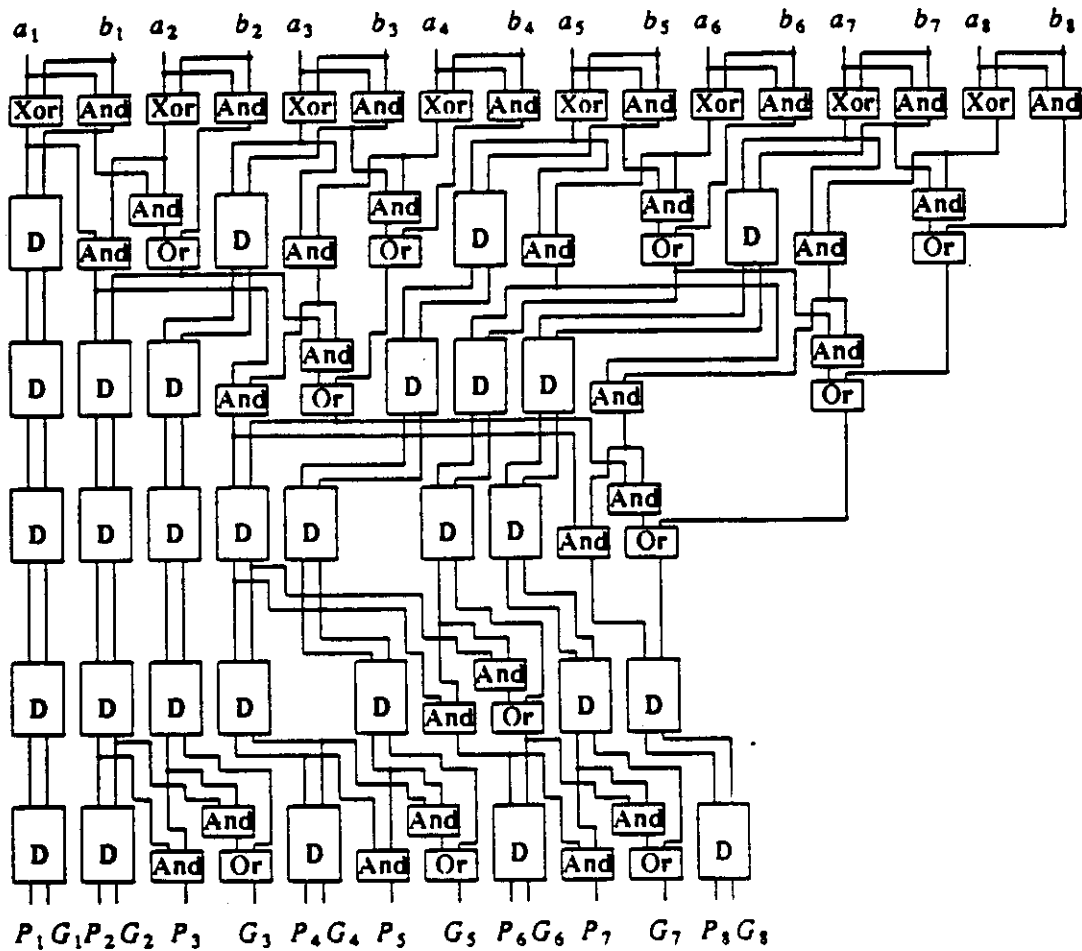 a₁ b₁ a₂ b₂ a₃ b₃ a₄ b₄ a₅ b₅ a₆ b₆ a₇ b₇ a₈ b₈
Xor And Xor And Xor And Xor And Xor And Xor And Xor And Xor And
And And And And
D And Or D And Or D And Or D And Or
And And
D D D And Or D D D And Or
And
D D D D D D D And Or
And
D D D D D And Or D D
And And And
D D And Or D And Or D And Or D
P₁ G₁ P₂ G₂ P₃ G₃ P₄ G₄ P₅ G₅ P₆ G₆ P₇ G₇ P₈ G₈